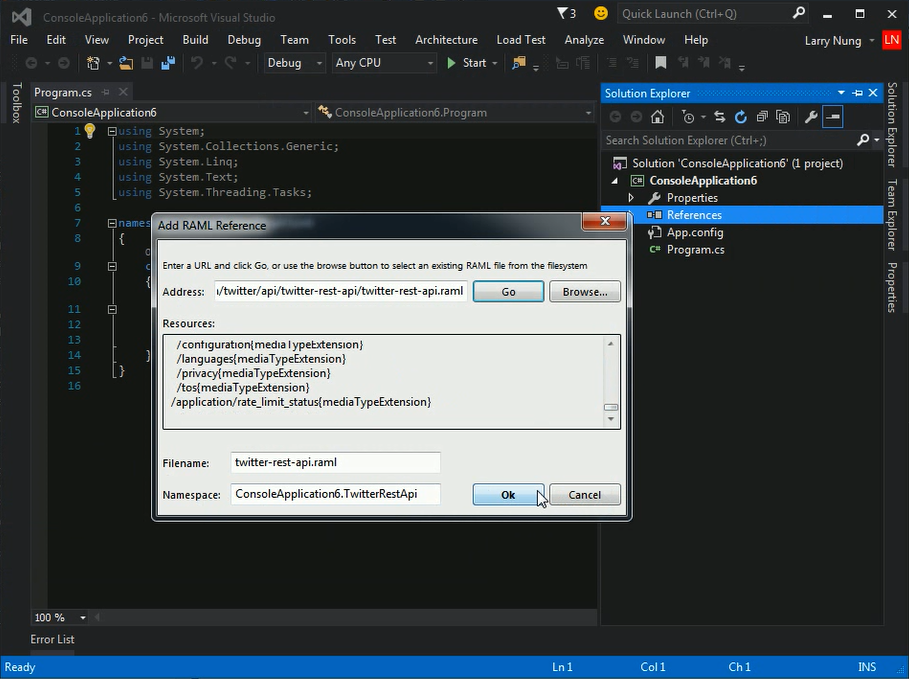 ConsoleApplication6 - Microsoft Visual Studio
3
Quick Launch (Ctrl+Q)
File Edit View Project Build Debug Team Tools Test Architecture Load Test Analyze Window Help
Larry Nung LN
Debug Any CPU Start
Toolbox
Program.cs
ConsoleApplication6 ConsoleApplication6.Program
1 using System;
2 using System.Collections.Generic;
3 using System.Linq;
4 using System.Text;
5 using System.Threading.Tasks;
6
7 names
8 {
9
10 {
11
12
13
14 }
15 }
16
Add RAML Reference
Enter a URL and click Go, or use the browse button to select an existing RAML file from the filesystem
Address: /twitter/api/twitter-rest-api/twitter-rest-api.raml Go Browse...
Resources:
/configuration{mediaTypeExtension}
/languages{mediaTypeExtension}
/privacy{mediaTypeExtension}
/tos{mediaTypeExtension}
/application/rate_limit_status{mediaTypeExtension}
Filename: twitter-rest-api.raml
Namespace: ConsoleApplication6.TwitterRestApi Ok Cancel
Solution Explorer
Search Solution Explorer (Ctrl+;)
Solution 'ConsoleApplication6' (1 project)
C# ConsoleApplication6
Properties
References
App.config
C# Program.cs
Solution Explorer
Team Explorer
Properties
100 %
Error List
Ready Ln 1 Col 1 Ch 1 INS